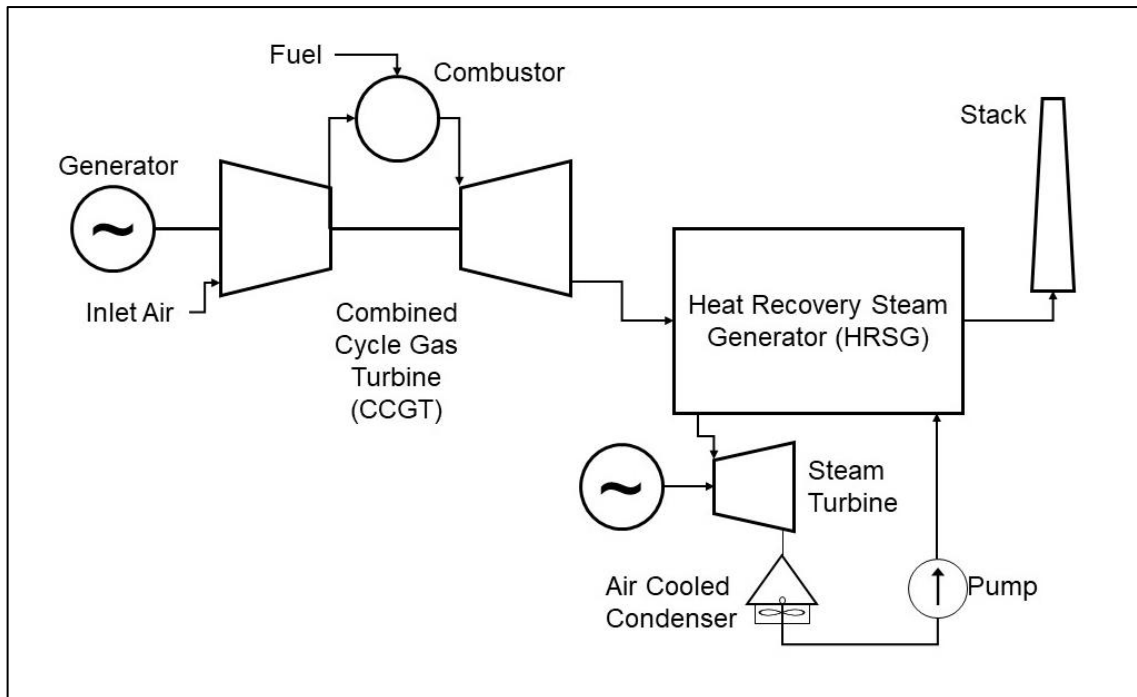 Fuel
Combustor
Stack
Generator
~
Inlet Air
Combined
Cycle Gas
Turbine
(CCGT)
Heat Recovery Steam
Generator (HRSG)
~
Steam
Turbine
Air Cooled
Condenser
Pump